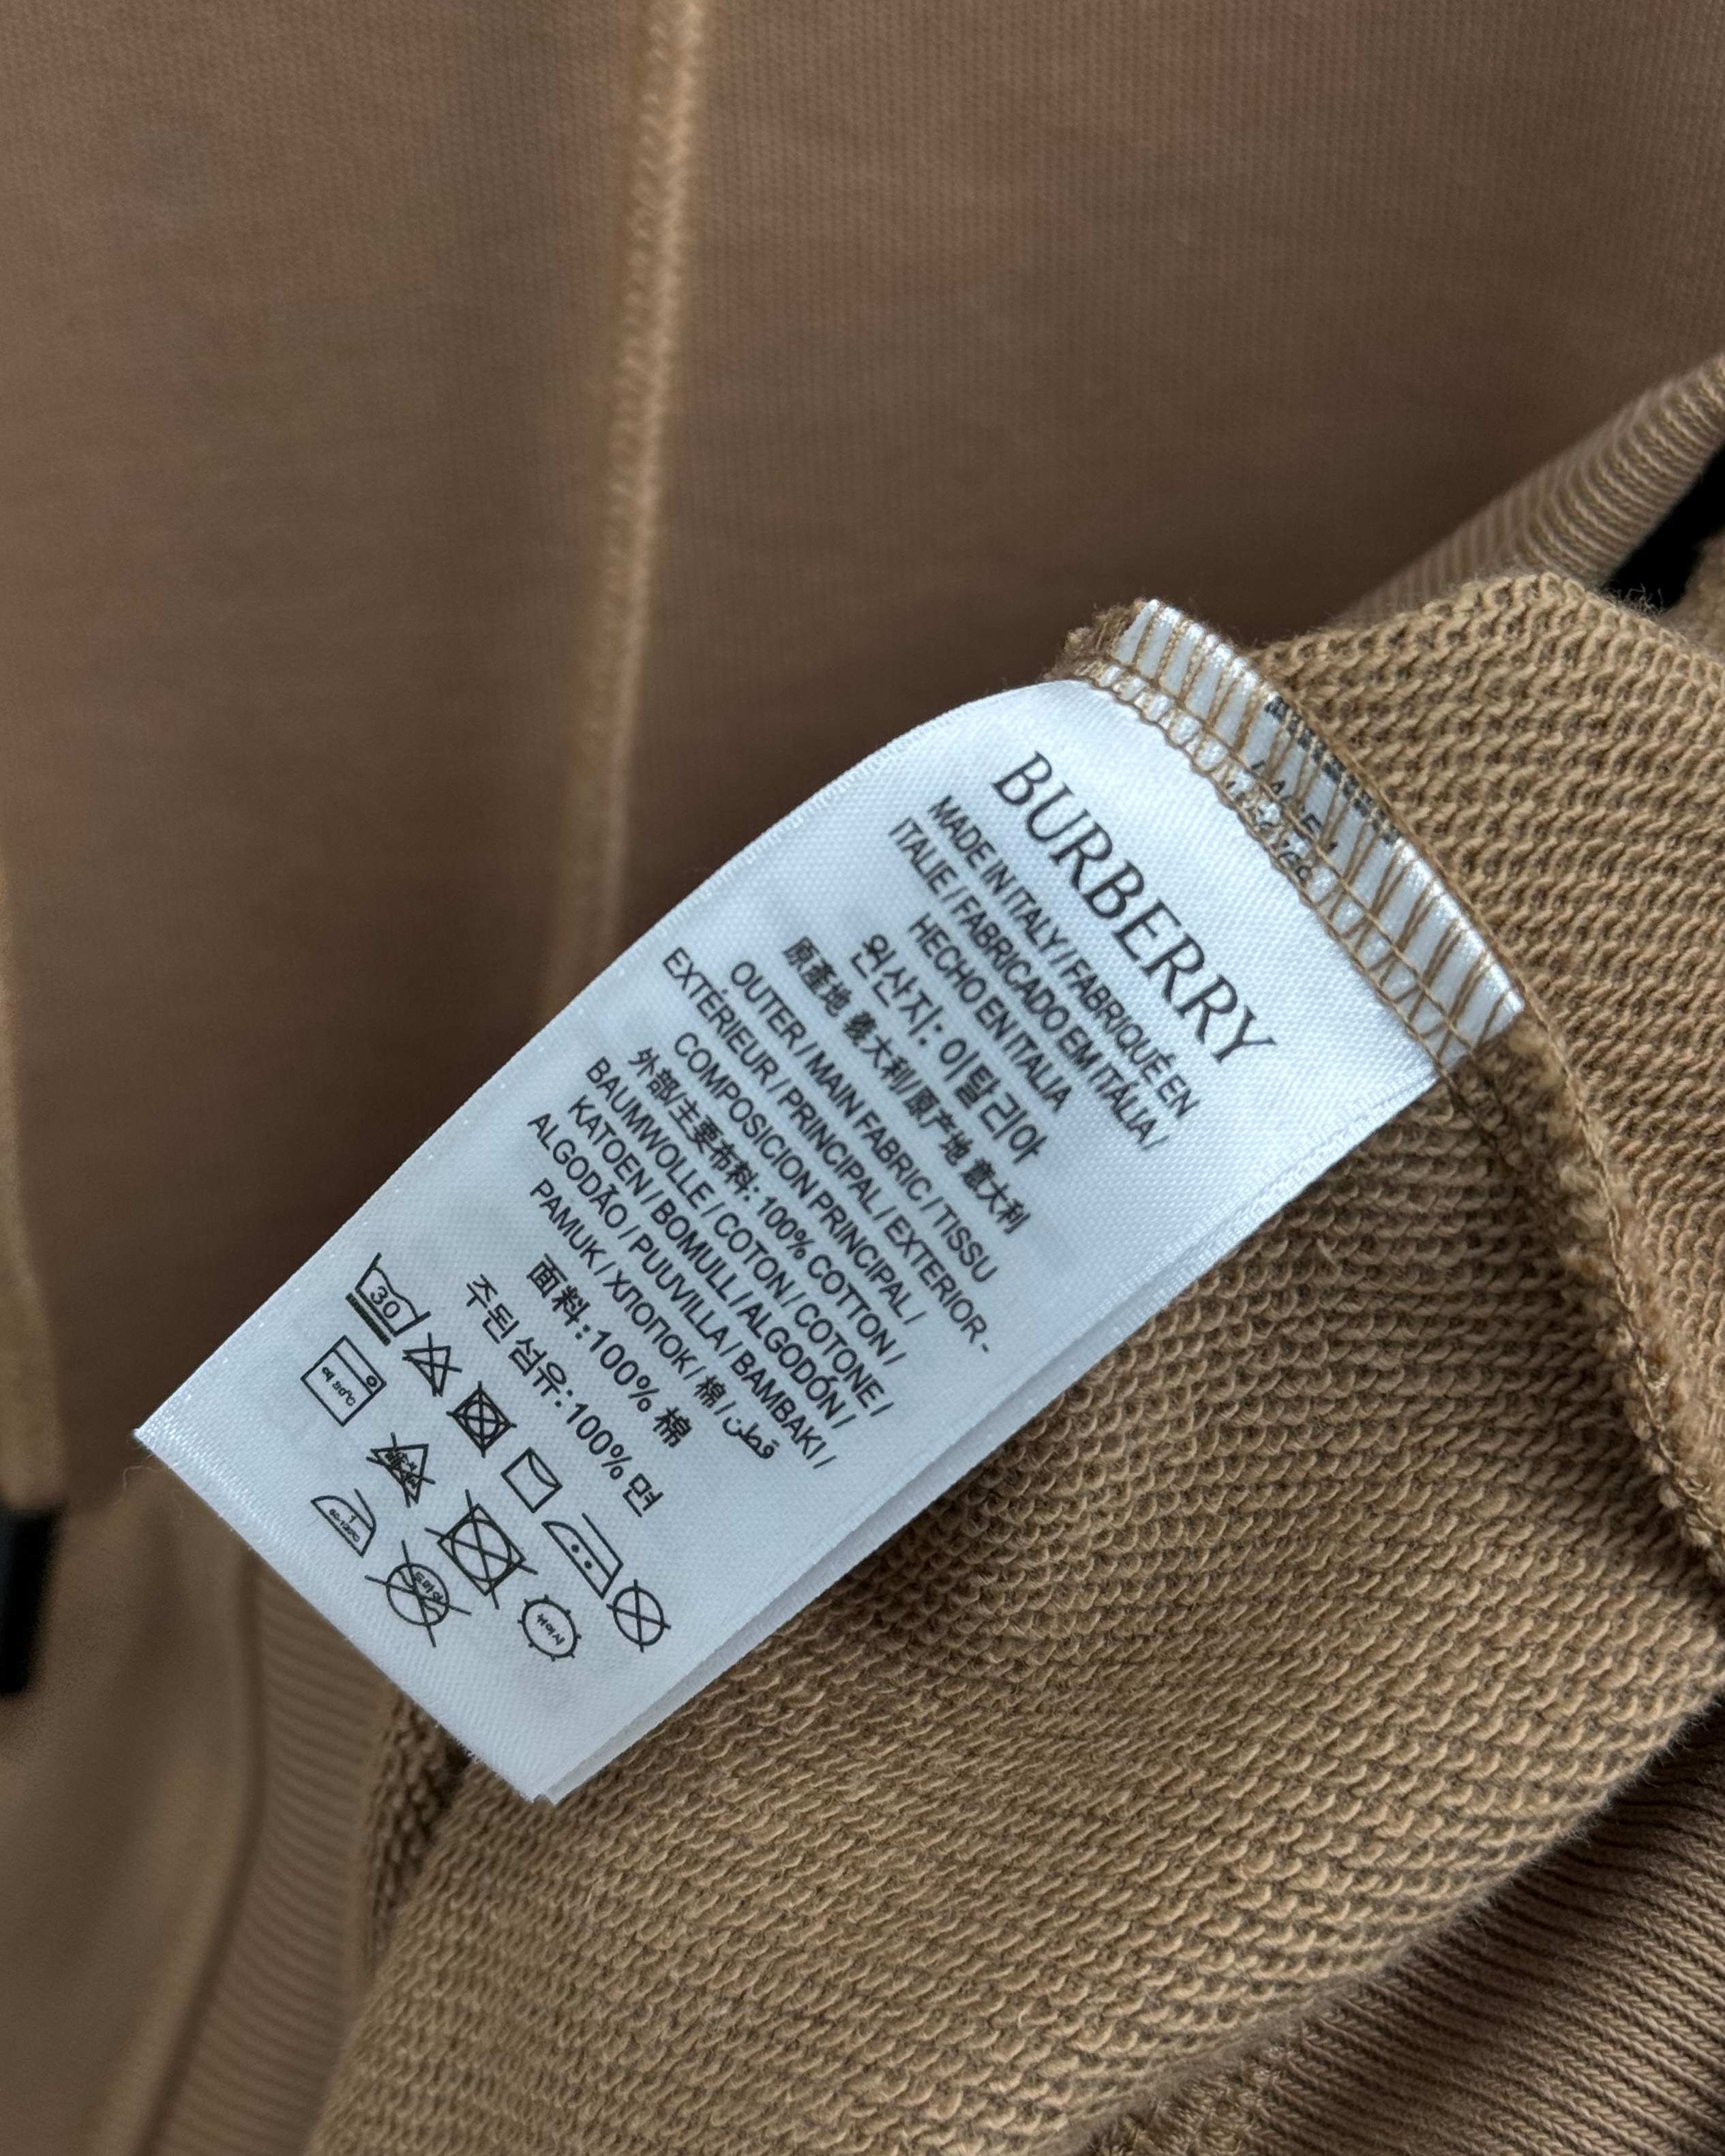 BURBERRY
MADE IN ITALY / FABRIQUÉ EN
ITALIE / FABRICADO EM ITÁLIA /
HECHO EN ITALIA
원산지: 이탈리아
原產地 義大利/原产地 意大利
OUTER / MAIN FABRIC / TISSU
EXTÉRIEUR / PRINCIPAL / EXTERIOR -
COMPOSICION PRINCIPAL /
外部/主要布料: 100% COTTON /
BAUMWOLLE / COTON / COTONE /
KATOEN / BOMULL / ALGODÓN /
ALGODÃO / PUUVILLA / BAMBAKI /
PAMUK / ХЛОПОК / 棉 / قطن
面料: 100% 棉
주된 섬유: 100% 면
30